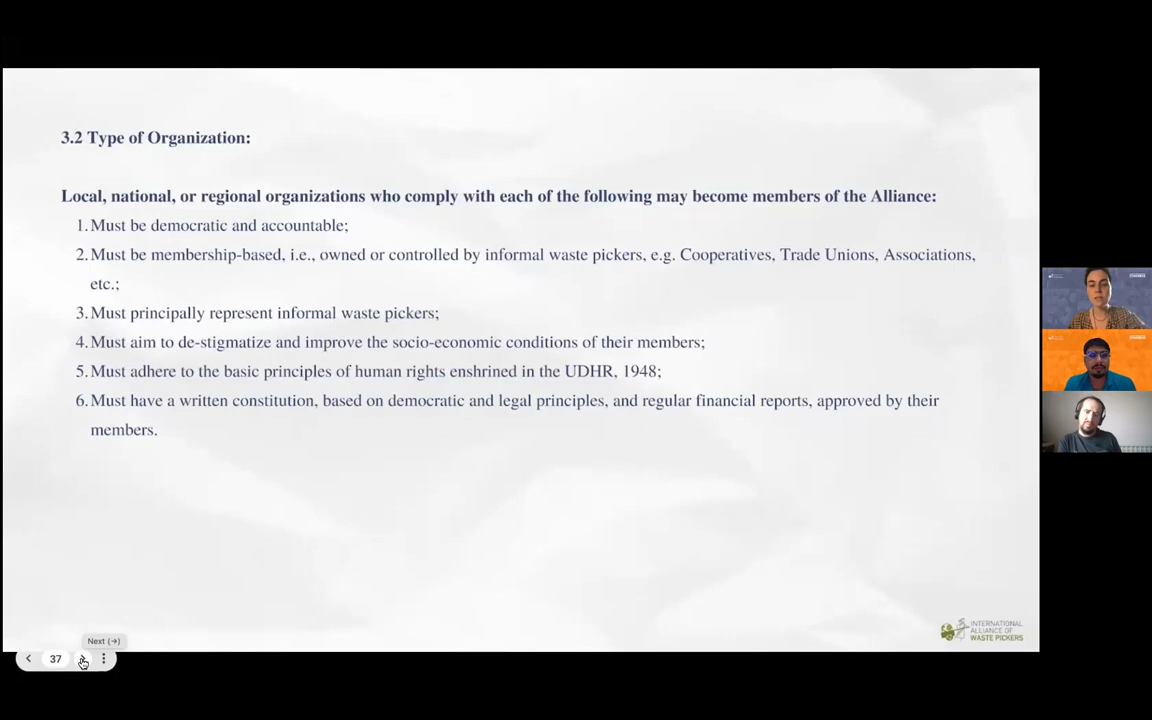 3.2 Type of Organization:
Local, national, or regional organizations who comply with each of the following may become members of the Alliance:
1. Must be democratic and accountable;
2. Must be membership-based, i.e., owned or controlled by informal waste pickers, e.g. Cooperatives, Trade Unions, Associations,
etc.;
3. Must principally represent informal waste pickers;
4. Must aim to de-stigmatize and improve the socio-economic conditions of their members;
5. Must adhere to the basic principles of human rights enshrined in the UDHR, 1948;
6. Must have a written constitution, based on democratic and legal principles, and regular financial reports, approved by their
members.
INTERNATIONAL
ALLIANCE OF
WASTE PICKERS
Next (→)
37